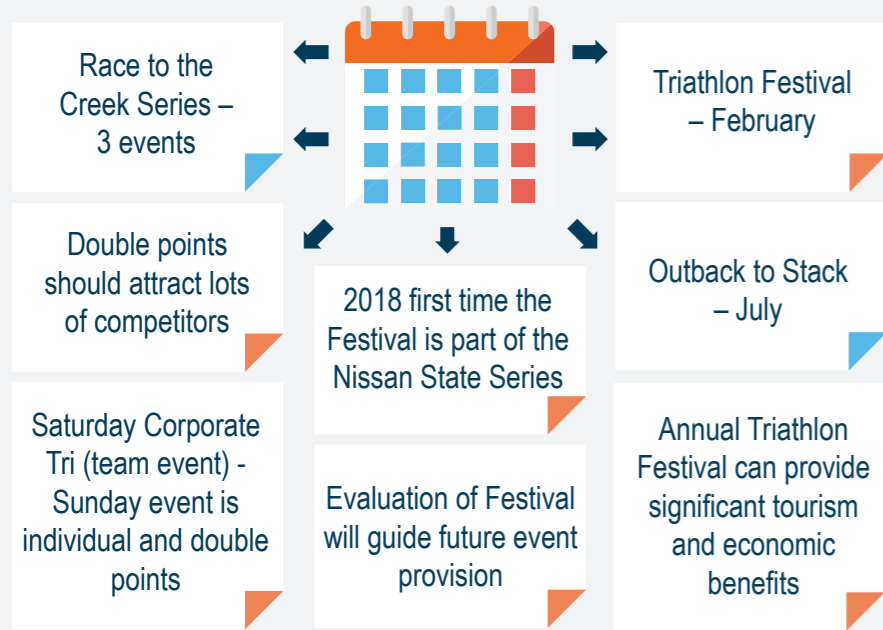 Race to the
Creek Series –
3 events
Double points
should attract lots
of competitors
Saturday Corporate
Tri (team event) -
Sunday event is
individual and double
points
2018 first time the
Festival is part of the
Nissan State Series
Evaluation of Festival
will guide future event
provision
Triathlon Festival
– February
Outback to Stack
– July
Annual Triathlon
Festival can provide
significant tourism
and economic
benefits